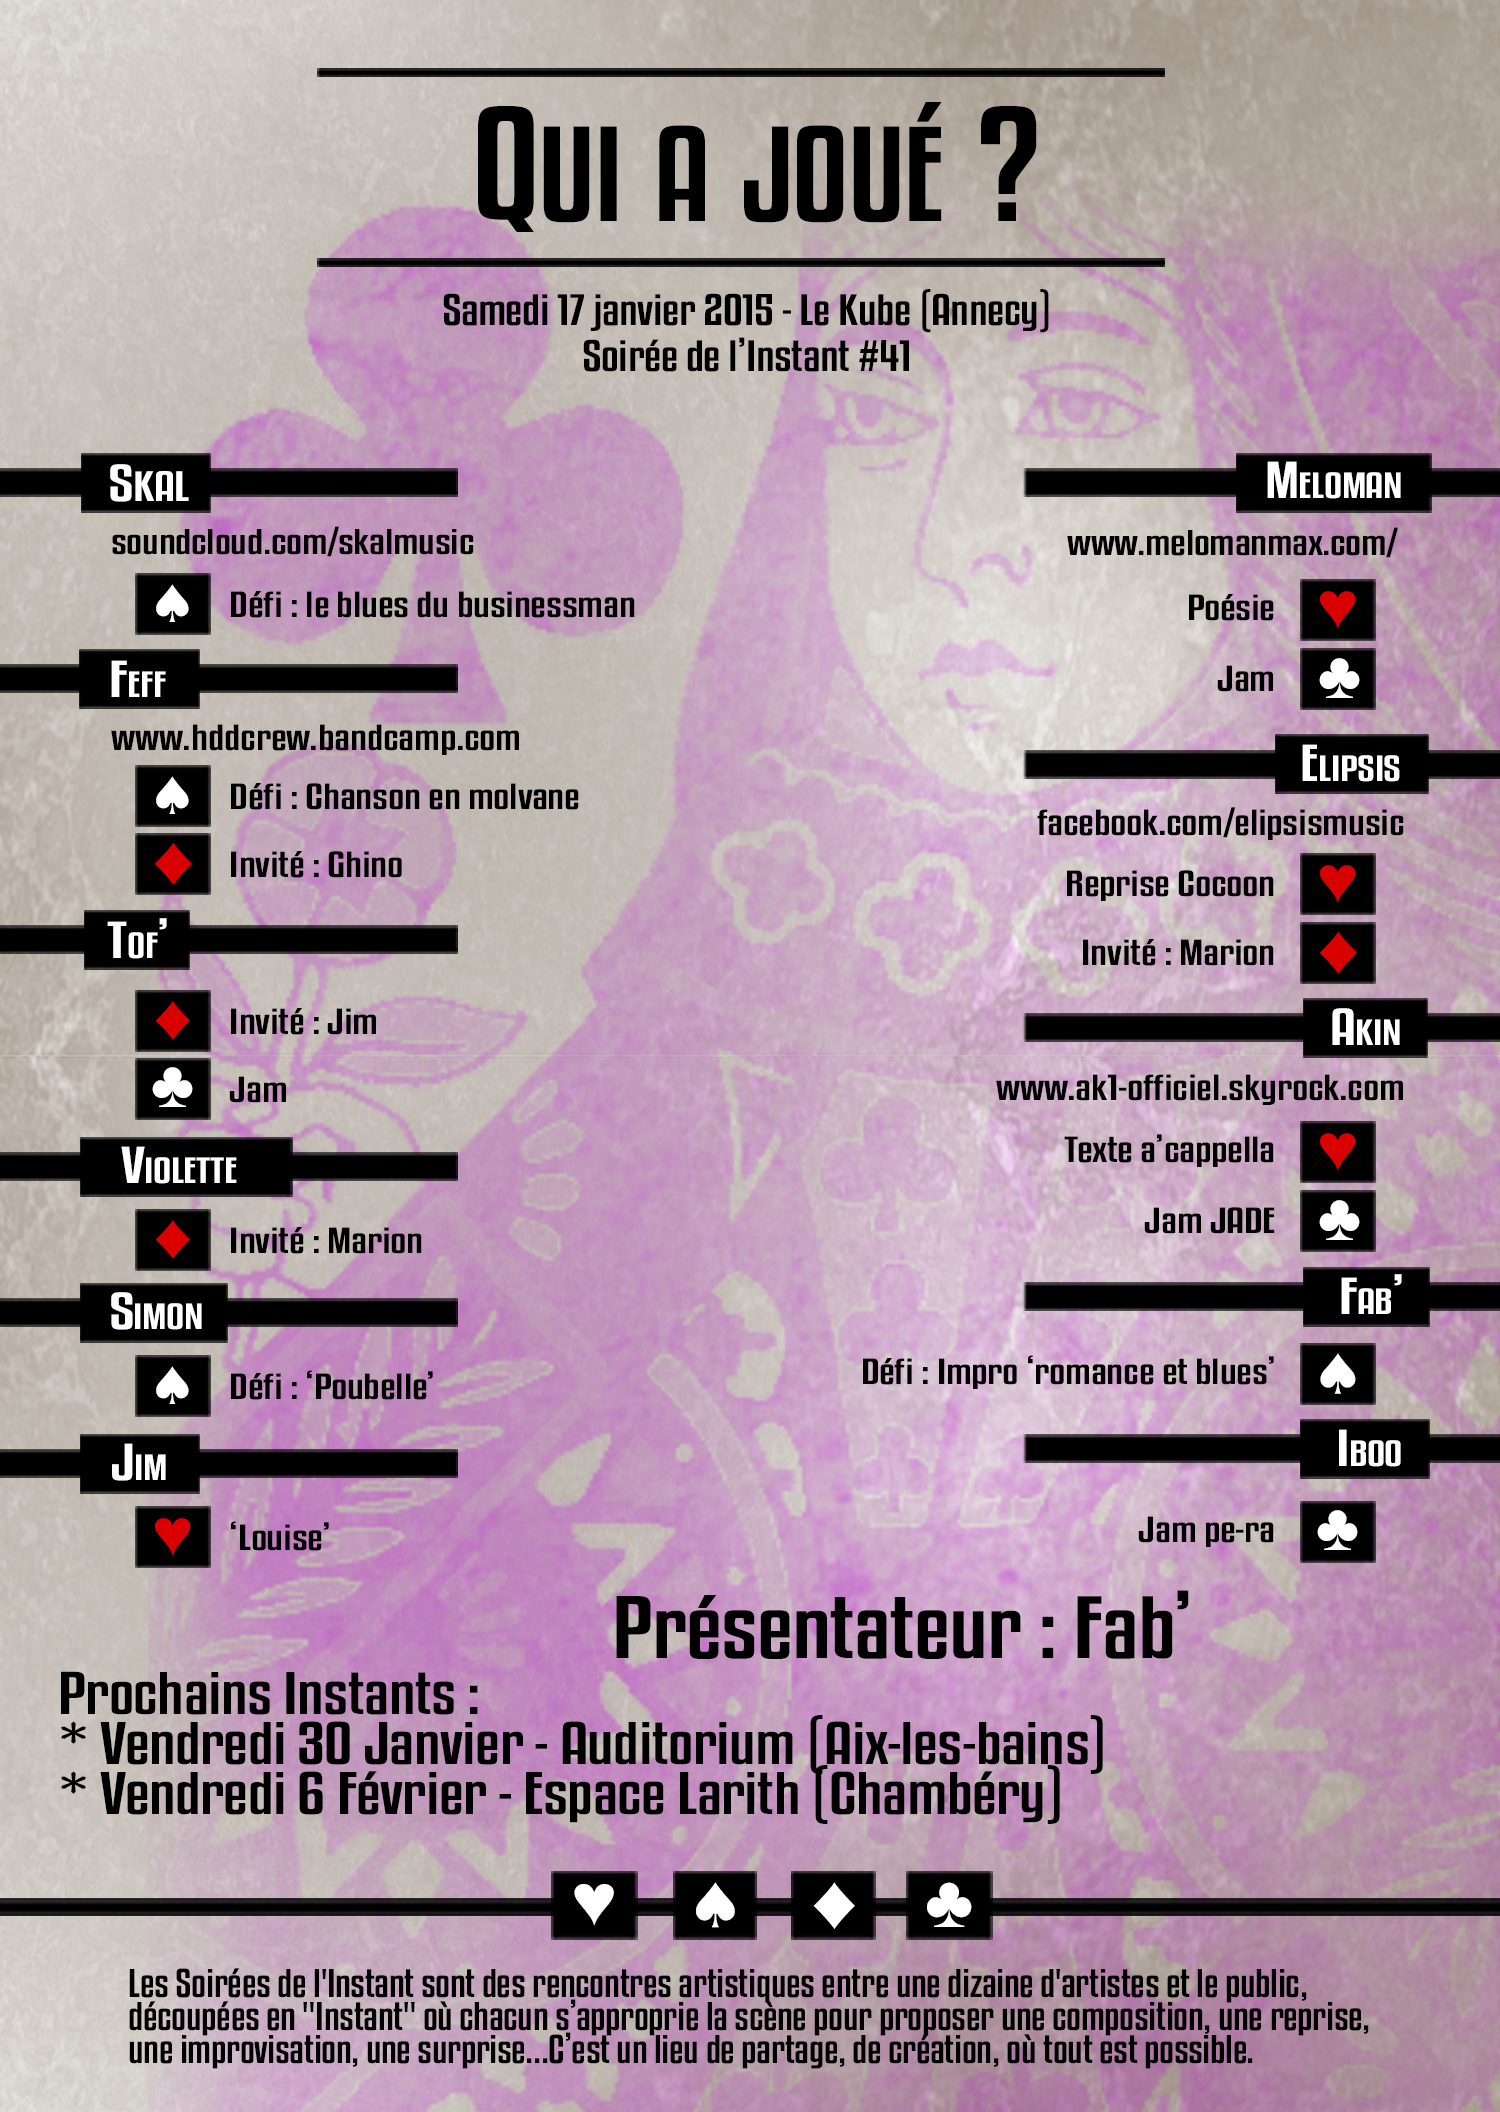 Qui a joué ?
Samedi 17 janvier 2015 - Le Kube (Annecy)
Soirée de l’Instant #41
Skal
soundcloud.com/skalmusic
Défi : le blues du businessman
Feff
www.hddcrew.bandcamp.com
Défi : Chanson en molvane
Invité : Ghino
Tof’
Invité : Jim
Jam
Violette
Invité : Marion
Simon
Défi : ‘Poubelle’
Jim
‘Louise’
Meloman
www.melomanmax.com/
Poésie
Jam
Elipsis
facebook.com/elipsismusic
Reprise Cocoon
Invité : Marion
Akin
www.ak1-officiel.skyrock.com
Texte a’cappella
Jam JADE
Fab’
Défi : Impro ‘romance et blues’
Iboo
Jam pe-ra
Présentateur : Fab’
Prochains Instants :
* Vendredi 30 Janvier - Auditorium (Aix-les-bains)
* Vendredi 6 Février - Espace Larith (Chambéry)
Les Soirées de l'Instant sont des rencontres artistiques entre une dizaine d'artistes et le public,
découpées en "Instant" où chacun s’approprie la scène pour proposer une composition, une reprise,
une improvisation, une surprise...C’est un lieu de partage, de création, où tout est possible.